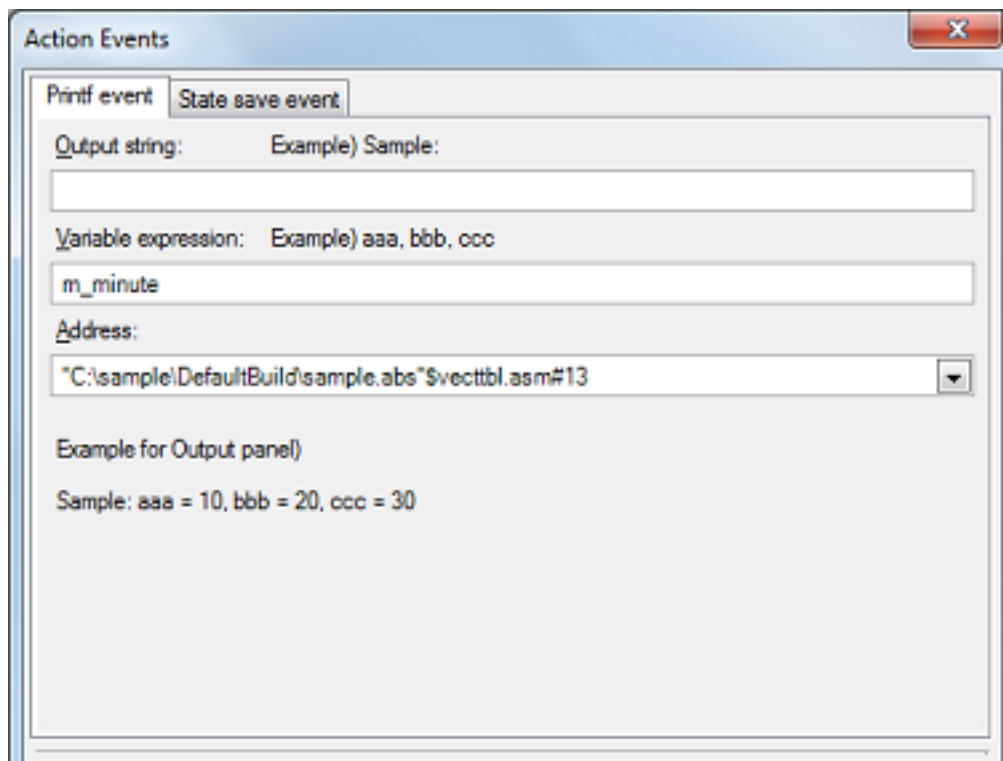 Action Events
Printf event State save event
Output string: Example) Sample:
Variable expression: Example) aaa, bbb, ccc
m_minute
Address:
"C:\sample\DefaultBuild\sample.abs"$vecttbl.asm#13
Example for Output panel)
Sample: aaa = 10, bbb = 20, ccc = 30